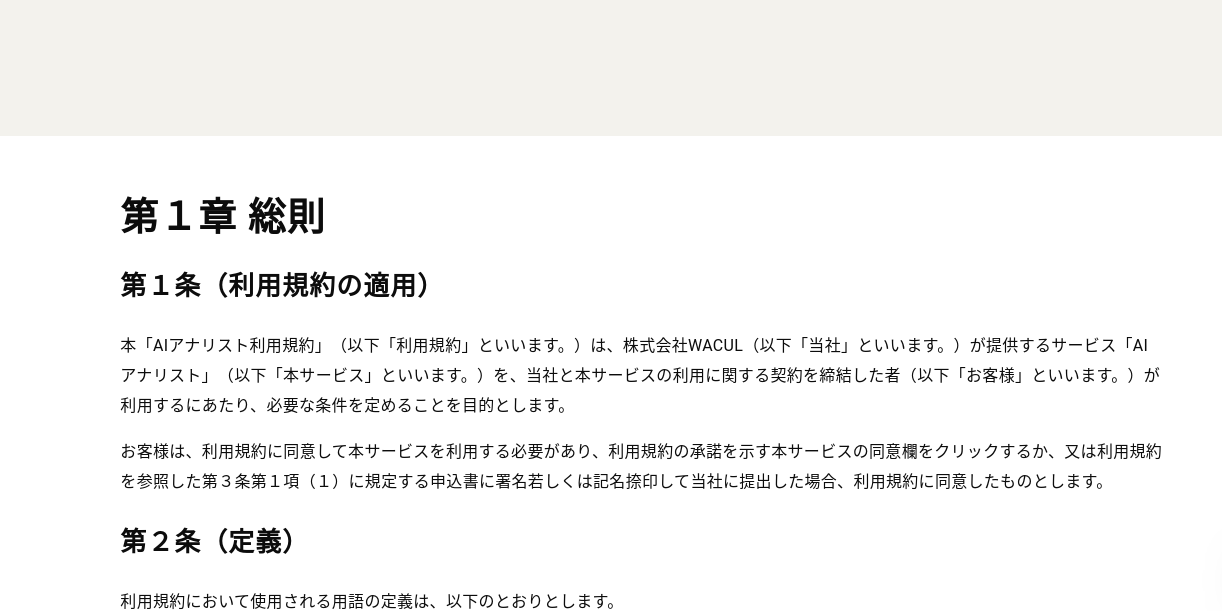 第１章 総則
第１条（利用規約の適用）
本「AIアナリスト利用規約」（以下「利用規約」といいます。）は、株式会社WACUL（以下「当社」といいます。）が提供するサービス「AI
アナリスト」（以下「本サービス」といいます。）を、当社と本サービスの利用に関する契約を締結した者（以下「お客様」といいます。）が
利用するにあたり、必要な条件を定めることを目的とします。
お客様は、利用規約に同意して本サービスを利用する必要があり、利用規約の承諾を示す本サービスの同意欄をクリックするか、又は利用規約
を参照した第３条第１項（１）に規定する申込書に署名若しくは記名捺印して当社に提出した場合、利用規約に同意したものとします。
第２条（定義）
利用規約において使用される用語の定義は、以下のとおりとします。